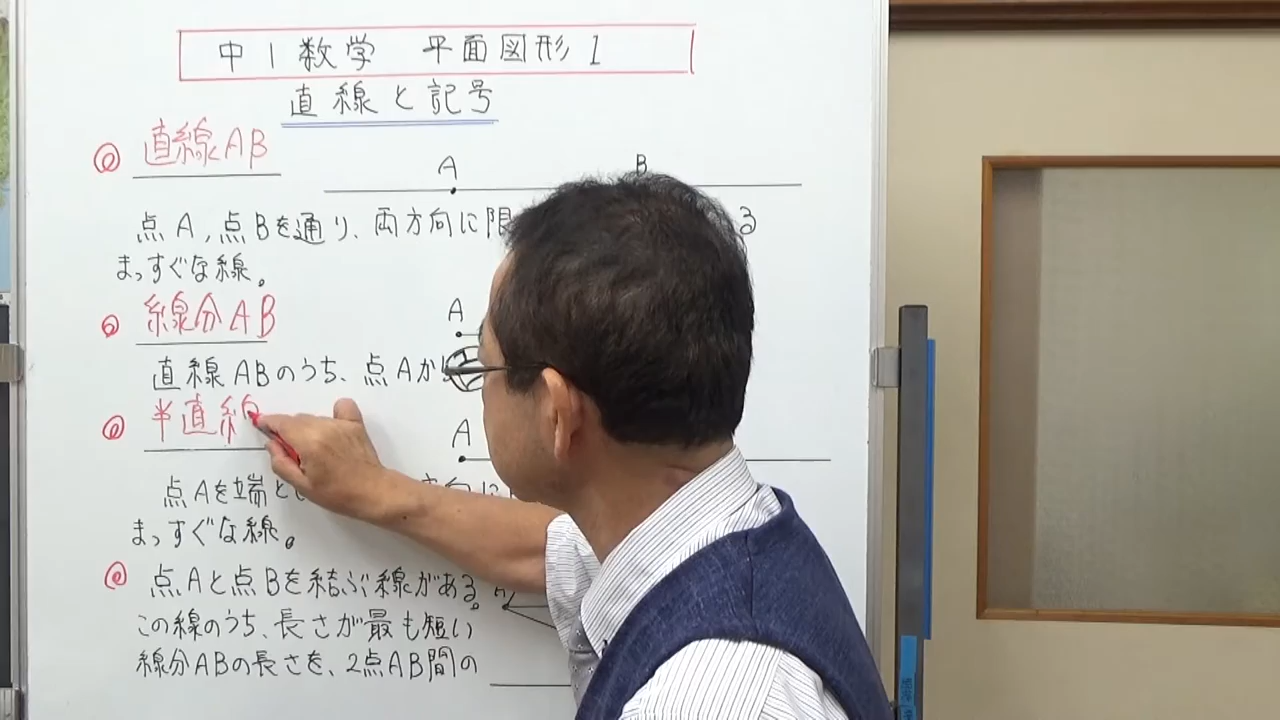 中1数学 平面図形1
直線と記号
直線AB
A B
点A,点Bを通り、両方向に限 る
まっすぐな線。
線分AB
A
直線ABのうち、点Aか
半直線
A
点Aを端とし 方向に
まっすぐな線。
点Aと点Bを結ぶ線がある。
この線のうち、長さが最も短い
線分ABの長さを、2点AB間の